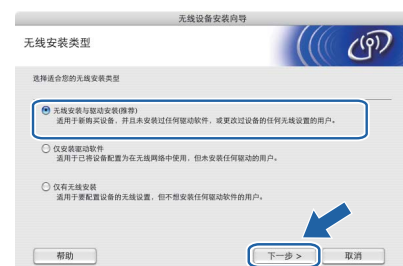 无线设备安装向导
无线安装类型
选择适合您的无线安装类型
无线安装与驱动安装(推荐)
适用于新购买设备，并且未安装过任何驱动软件，或更改过设备的任何无线设置的用户。
仅安装驱动软件
适用于已将设备配置为在无线网络中使用，但未安装任何驱动的用户。
仅有无线安装
适用于要配置设备的无线设置，但不想安装任何驱动软件的用户。
帮助
下一步 >
取消